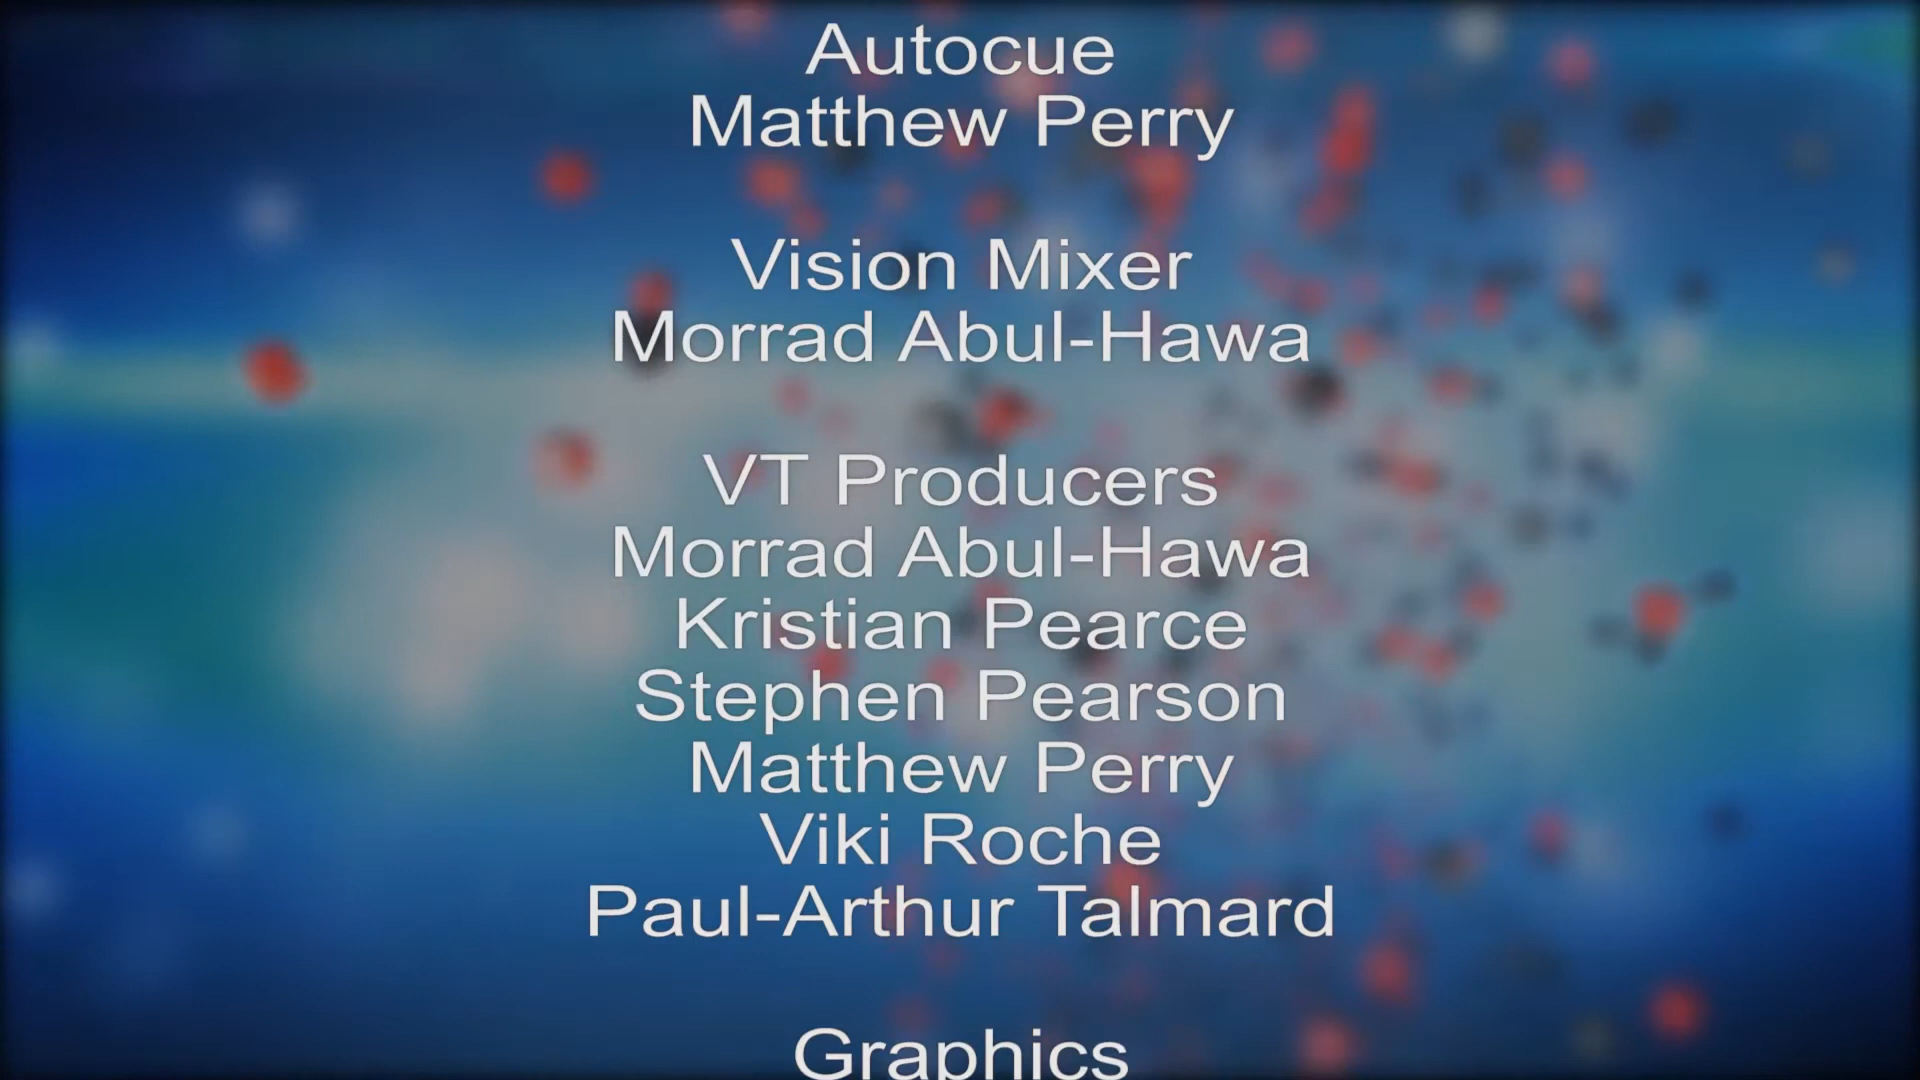 Autocue
Matthew Perry
Vision Mixer
Morrad Abul-Hawa
VT Producers
Morrad Abul-Hawa
Kristian Pearce
Stephen Pearson
Matthew Perry
Viki Roche
Paul-Arthur Talmard
Graphics